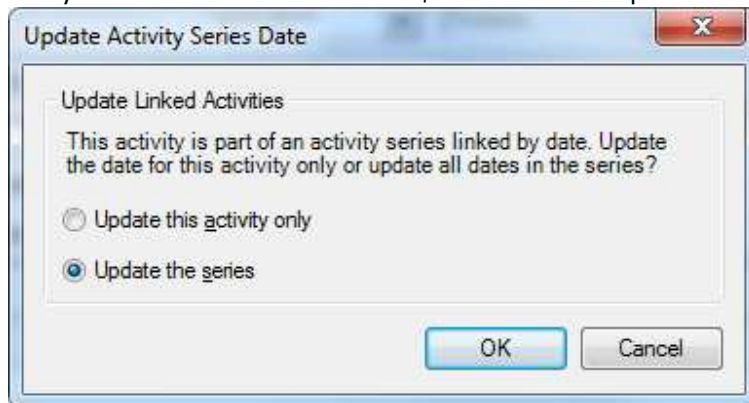 Update Activity Series Date
Update Linked Activities
This activity is part of an activity series linked by date. Update
the date for this activity only or update all dates in the series?
Update this activity only
Update the series
OK
Cancel